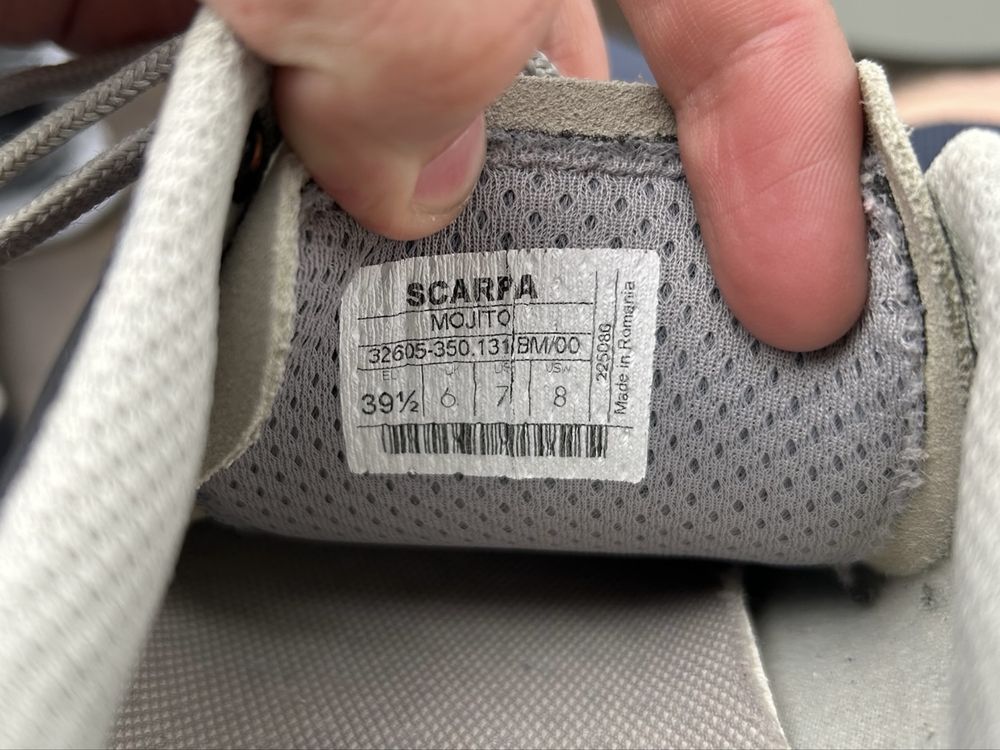 SCARPA
MOJITO
32605-350.131 BM/00
EU UK US USW
39½ 6 7 8
225086
Made in Romania